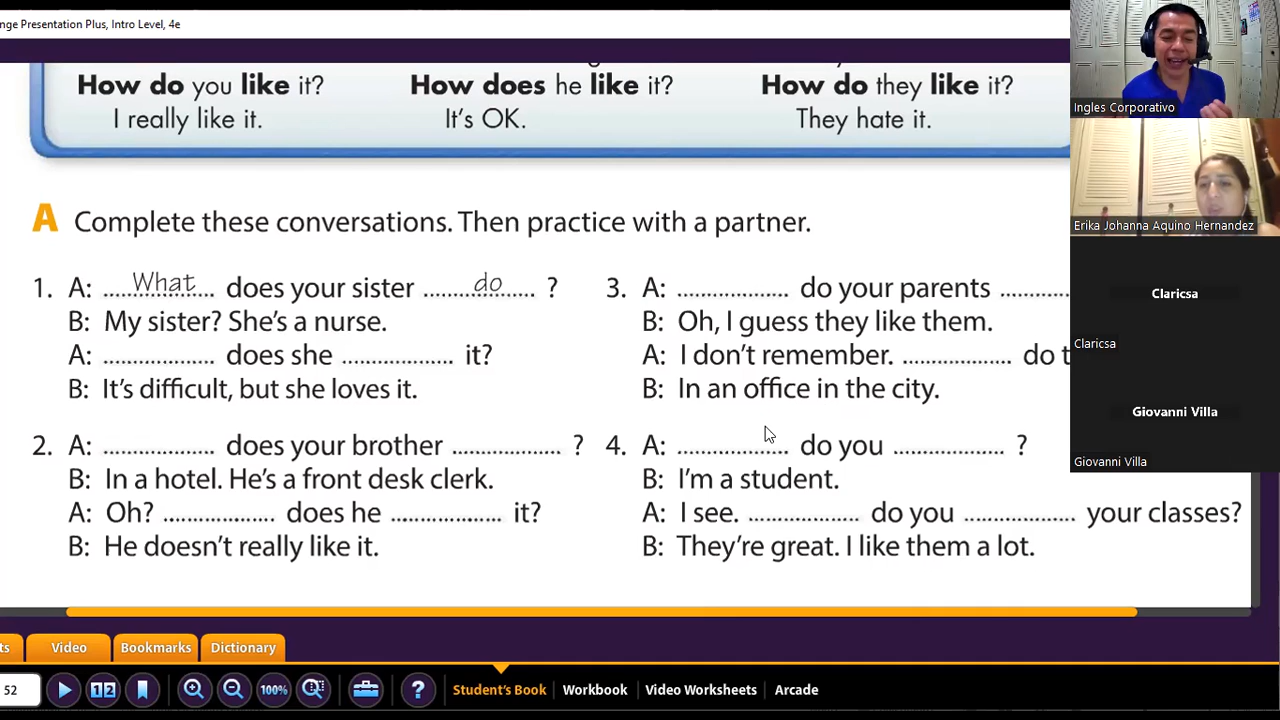 nge Presentation Plus, Intro Level, 4e
How do you like it?
I really like it.
How does he like it?
It's OK.
How do they like it?
They hate it.
A Complete these conversations. Then practice with a partner.
1. A: What does your sister do ?
B: My sister? She's a nurse.
A: ................... does she ................... it?
B: It's difficult, but she loves it.
2. A: ................... does your brother ................... ?
B: In a hotel. He's a front desk clerk.
A: Oh? ................... does he ................... it?
B: He doesn't really like it.
3. A: ................... do your parents ............
B: Oh, I guess they like them.
A: I don't remember. ................... do t
B: In an office in the city.
4. A: ................... do you ................... ?
B: I'm a student.
A: I see. ................... do you ................... your classes?
B: They're great. I like them a lot.
Ingles Corporativo
Erika Johanna Aquino Hernandez
Claricsa
Claricsa
Giovanni Villa
Giovanni Villa
ts Video Bookmarks Dictionary
52 1 2 100% ? Student's Book Workbook Video Worksheets Arcade